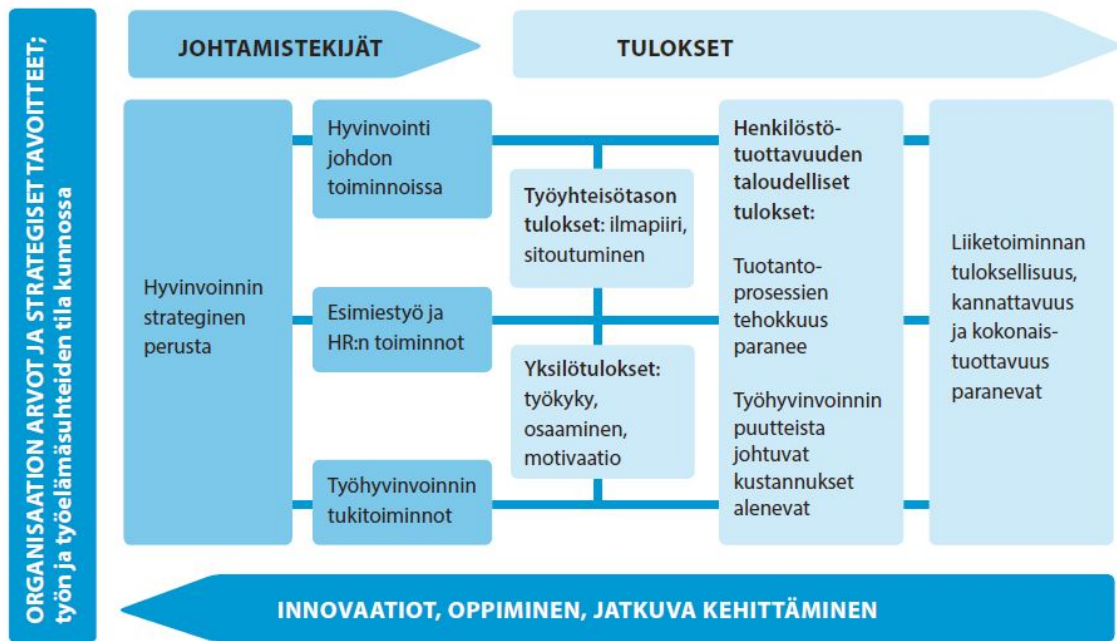 ORGANISAATION ARVOT JA STRATEGISET TAVOITTEET;
työn ja työelämäsuhteiden tila kunnossa
JOHTAMISTEKIJÄT
TULOKSET
Hyvinvoinnin
strateginen
perusta
Hyvinvointi
johdon
toiminnoissa
Esimiestyö ja
HR:n toiminnot
Työhyvinvoinnin
tukitoiminnot
Työyhteisötason
tulokset: ilmapiiri,
sitoutuminen
Yksilötulokset:
työkyky,
osaaminen,
motivaatio
Henkilöstö-
tuottavuuden
taloudelliset
tulokset:
Tuotanto-
prosessien
tehokkuus
paranee
Työhyvinvoinnin
puutteista
johtuvat
kustannukset
alenevat
Liiketoiminnan
tuloksellisuus,
kannattavuus
ja kokonais-
tuottavuus
paranevat
INNOVAATIOT, OPPIMINEN, JATKUVA KEHITTÄMINEN